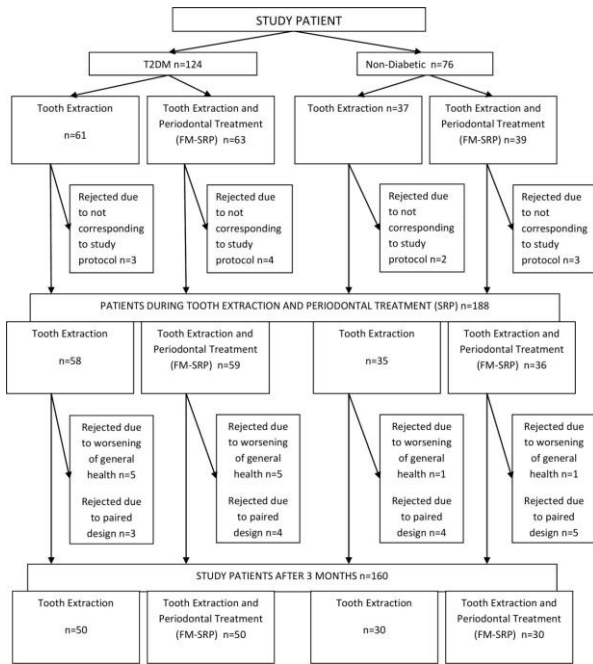 STUDY PATIENT
T2DM n=124
Non-Diabetic n=76
Tooth Extraction
n=61
Tooth Extraction and
Periodontal Treatment
(FM-SRP) n=63
Tooth Extraction n=37
Tooth Extraction and
Periodontal Treatment
(FM-SRP) n=39
Rejected due
to not
corresponding
to study
protocol n=3
Rejected due
to not
corresponding
to study
protocol n=4
Rejected due
to not
corresponding
to study
protocol n=2
Rejected due
to not
corresponding
to study
protocol n=3
PATIENTS DURING TOOTH EXTRACTION AND PERIODONTAL TREATMENT (SRP) n=188
Tooth Extraction
n=58
Tooth Extraction and
Periodontal Treatment
(FM-SRP) n=59
Tooth Extraction
n=35
Tooth Extraction and
Periodontal Treatment
(FM-SRP) n=36
Rejected due
to worsening
of general
health n=5
Rejected due
to paired
design n=3
Rejected due
to worsening
of general
health n=5
Rejected due
to paired
design n=4
Rejected due
to worsening
of general
health n=1
Rejected due
to paired
design n=4
Rejected due
to worsening
of general
health n=1
Rejected due
to paired
design n=5
STUDY PATIENTS AFTER 3 MONTHS n=160
Tooth Extraction
n=50
Tooth Extraction and
Periodontal Treatment
(FM-SRP) n=50
Tooth Extraction
n=30
Tooth Extraction and
Periodontal Treatment
(FM-SRP) n=30